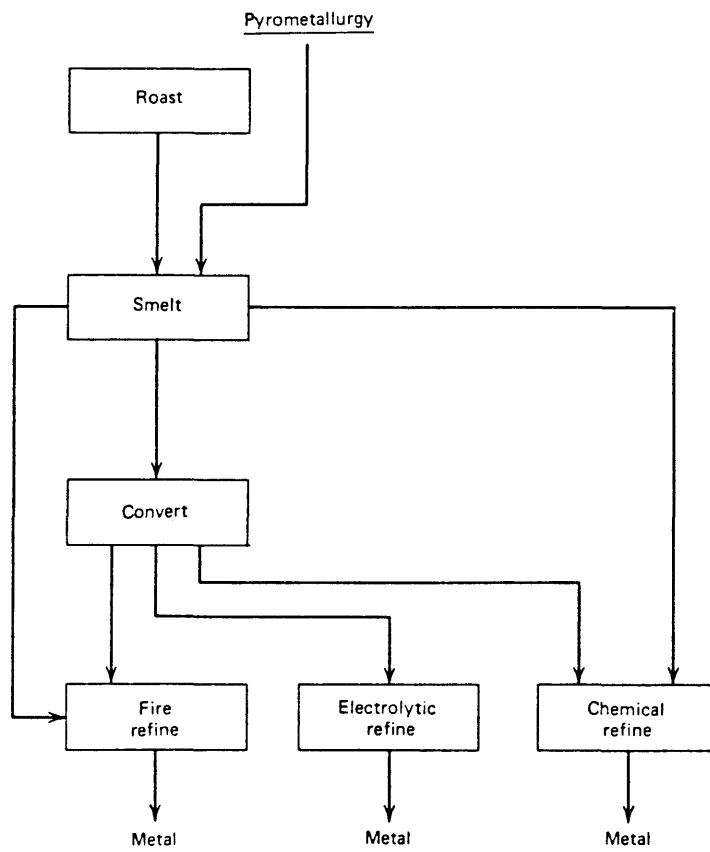 Pyrometallurgy
Roast
Smelt
Convert
Fire
refine
Electrolytic
refine
Chemical
refine
Metal
Metal
Metal